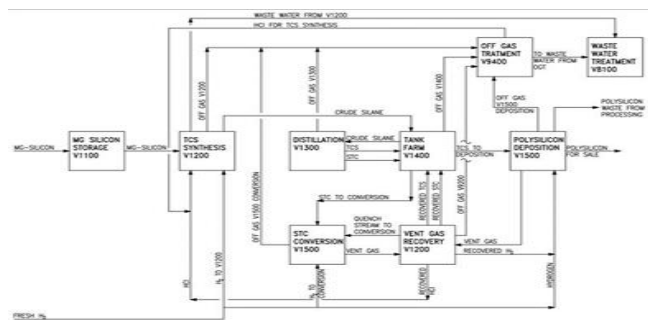 WASTE WATER FROM V1200
HCl FOR TCS SYNTHESIS
OFF GAS
TRATMENT
V9400
TO WASTE
WATER FROM
OGT
WASTE
WATER
TREATMENT
V8100
OFF GAS V1200
OFF GAS V1300
OFF GAS V1400
OFF GAS
V1500
DEPOSITION
POLYSILICON
WASTE FROM
PROCESSING
CRUDE SILANE
MG-SILICON
MG SILICON
STORAGE
V1100
MG-SILICON
TCS
SYNTHESIS
V1200
DISTILLATION
V1300
CRUDE SILANE
TCS
STC
TANK
FARM
V1400
TCS TO
DEPOSITION
POLYSILICON
DEPOSITION
V1500
POLYSILICON
FOR SALE
STC TO CONVERSION
OFF GAS V1500 CONVERSION
RECOVERED TCS
RECOVERED STC
OFF GAS V9200
QUENCH
STREAM TO
CONVERSION
STC
CONVERSION
V1500
VENT GAS
VENT GAS
RECOVERY
V1200
VENT GAS
RECOVERED H₂
HCl
H₂ TO V1200
H₂ TO
CONVERSION
RECOVERED
HCl
HYDROGEN
FRESH H₂